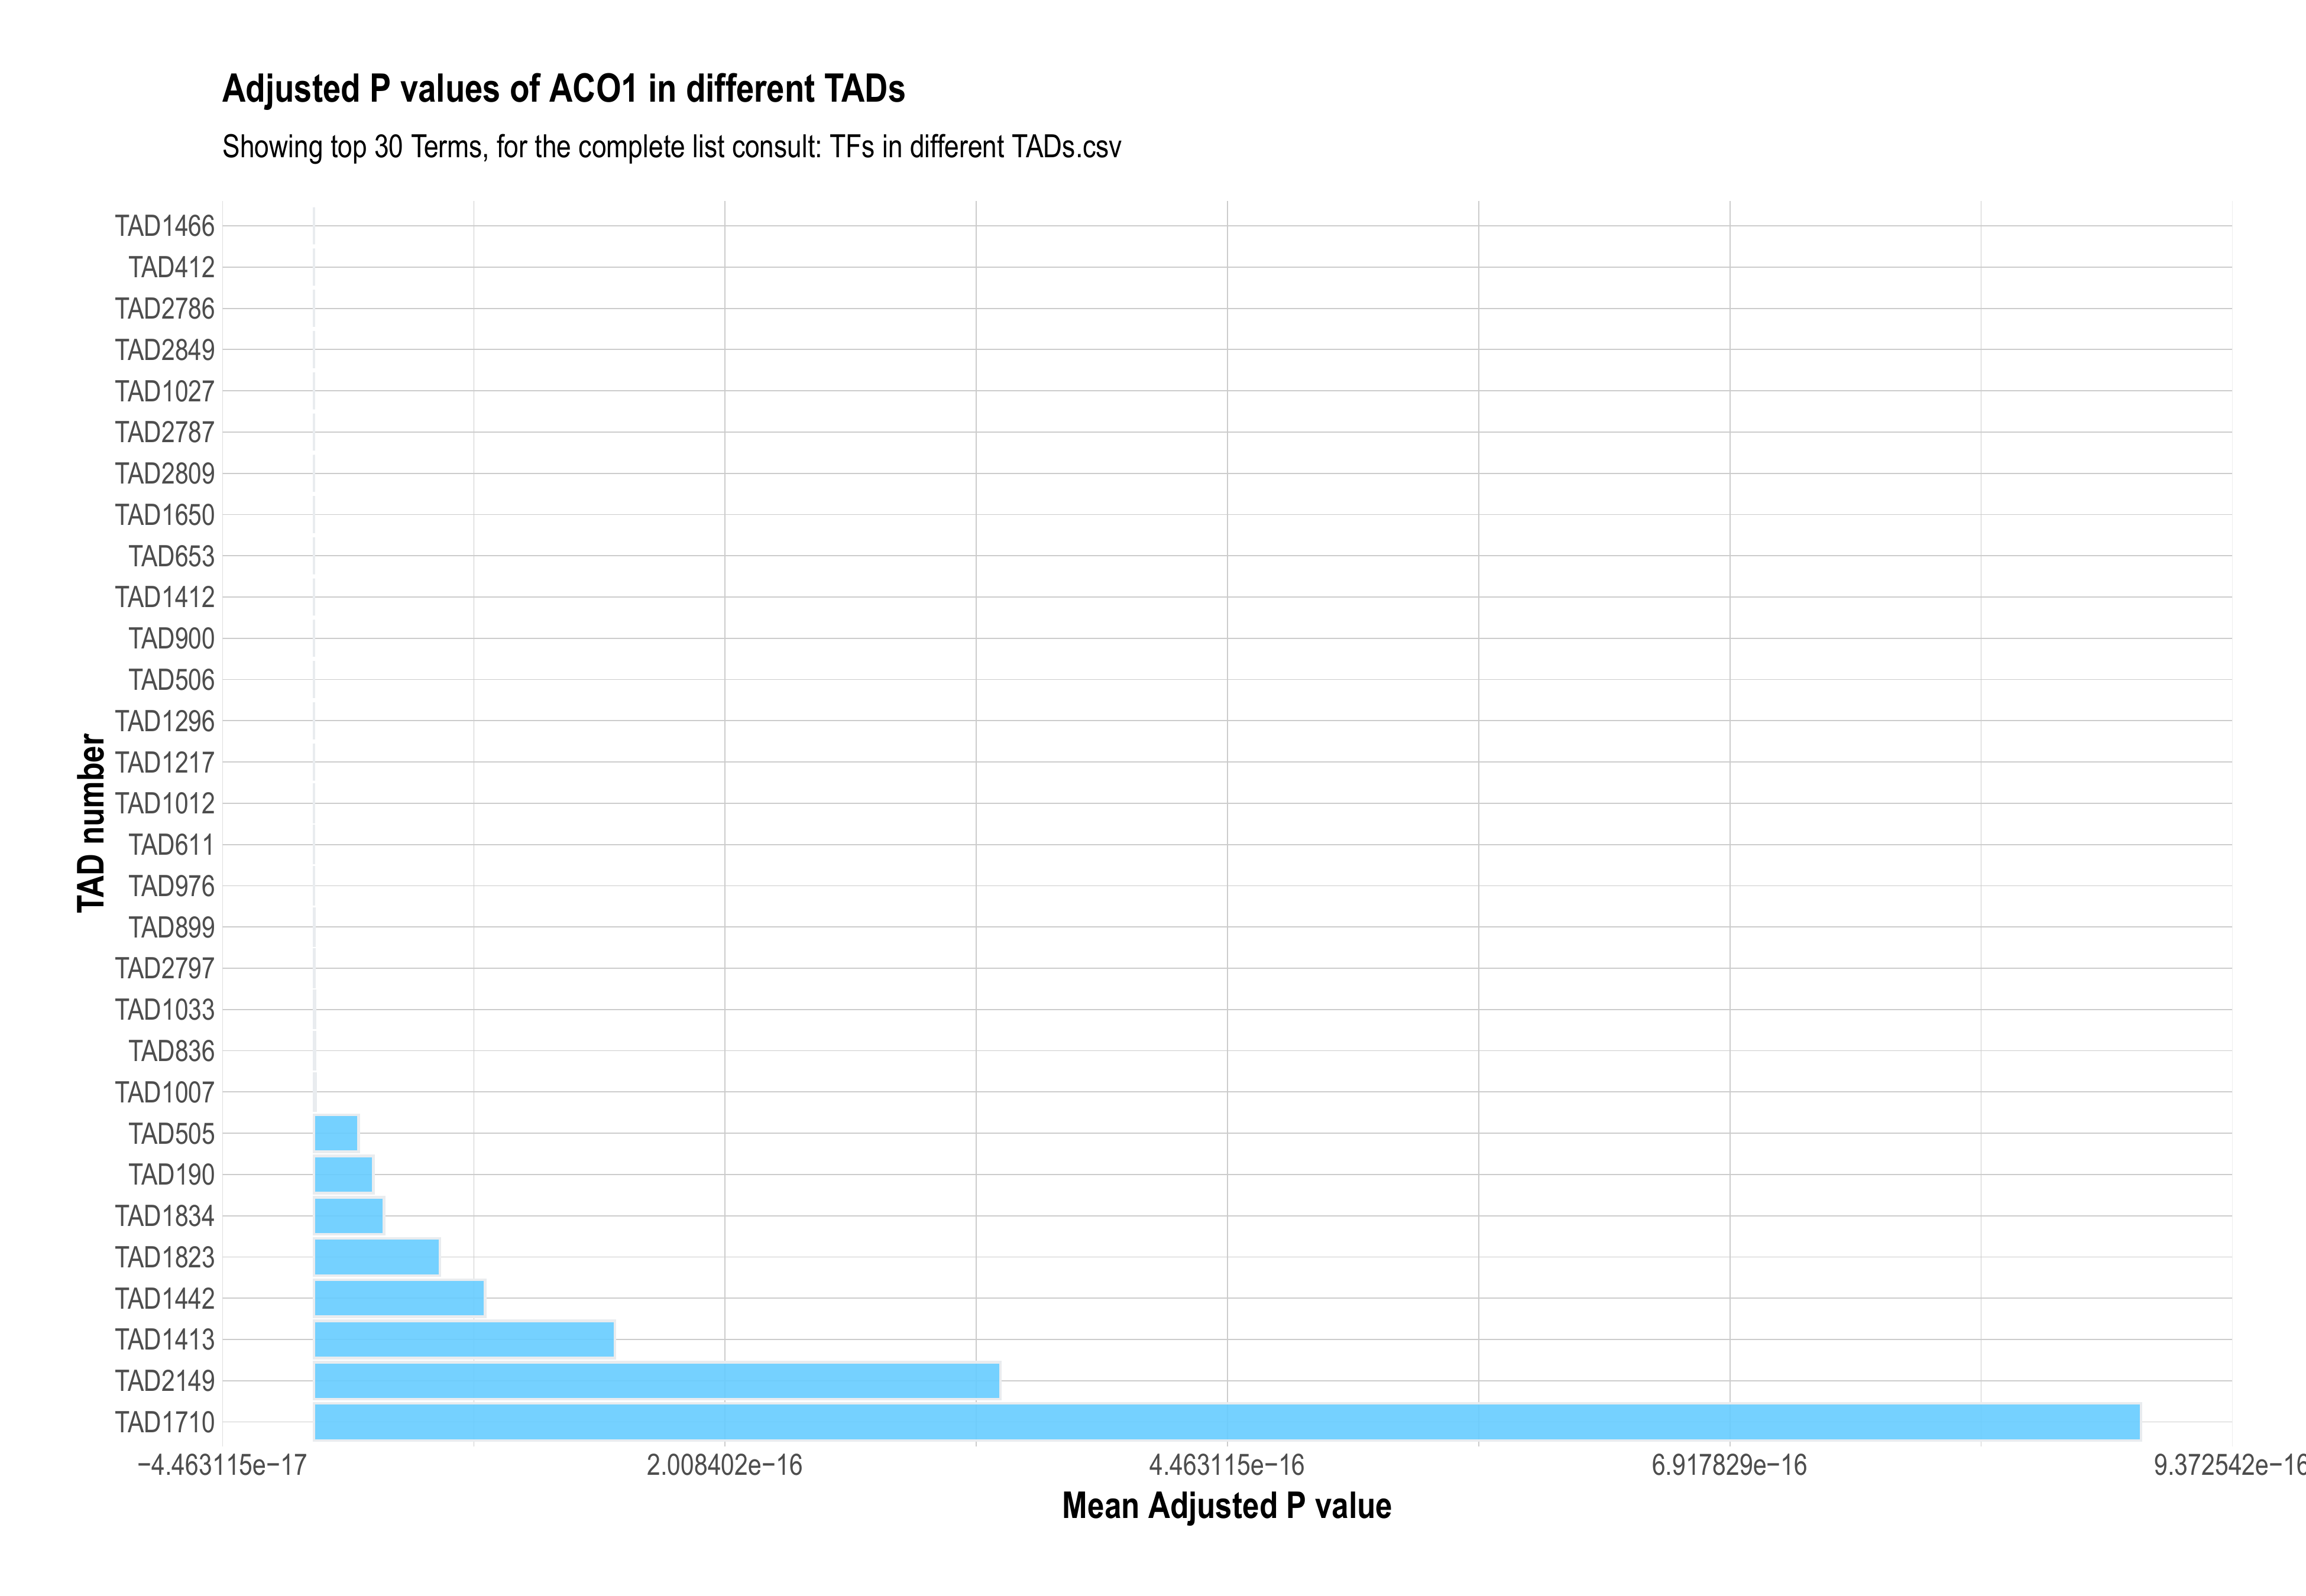 Adjusted P values of ACO1 in different TADs
Showing top 30 Terms, for the complete list consult: TFs in different TADs.csv
TAD number
TAD1466
TAD412
TAD2786
TAD2849
TAD1027
TAD2787
TAD2809
TAD1650
TAD653
TAD1412
TAD900
TAD506
TAD1296
TAD1217
TAD1012
TAD611
TAD976
TAD899
TAD2797
TAD1033
TAD836
TAD1007
TAD505
TAD190
TAD1834
TAD1823
TAD1442
TAD1413
TAD2149
TAD1710
−4.463115e−17 2.008402e−16 4.463115e−16 6.917829e−16 9.372542e−16
Mean Adjusted P value